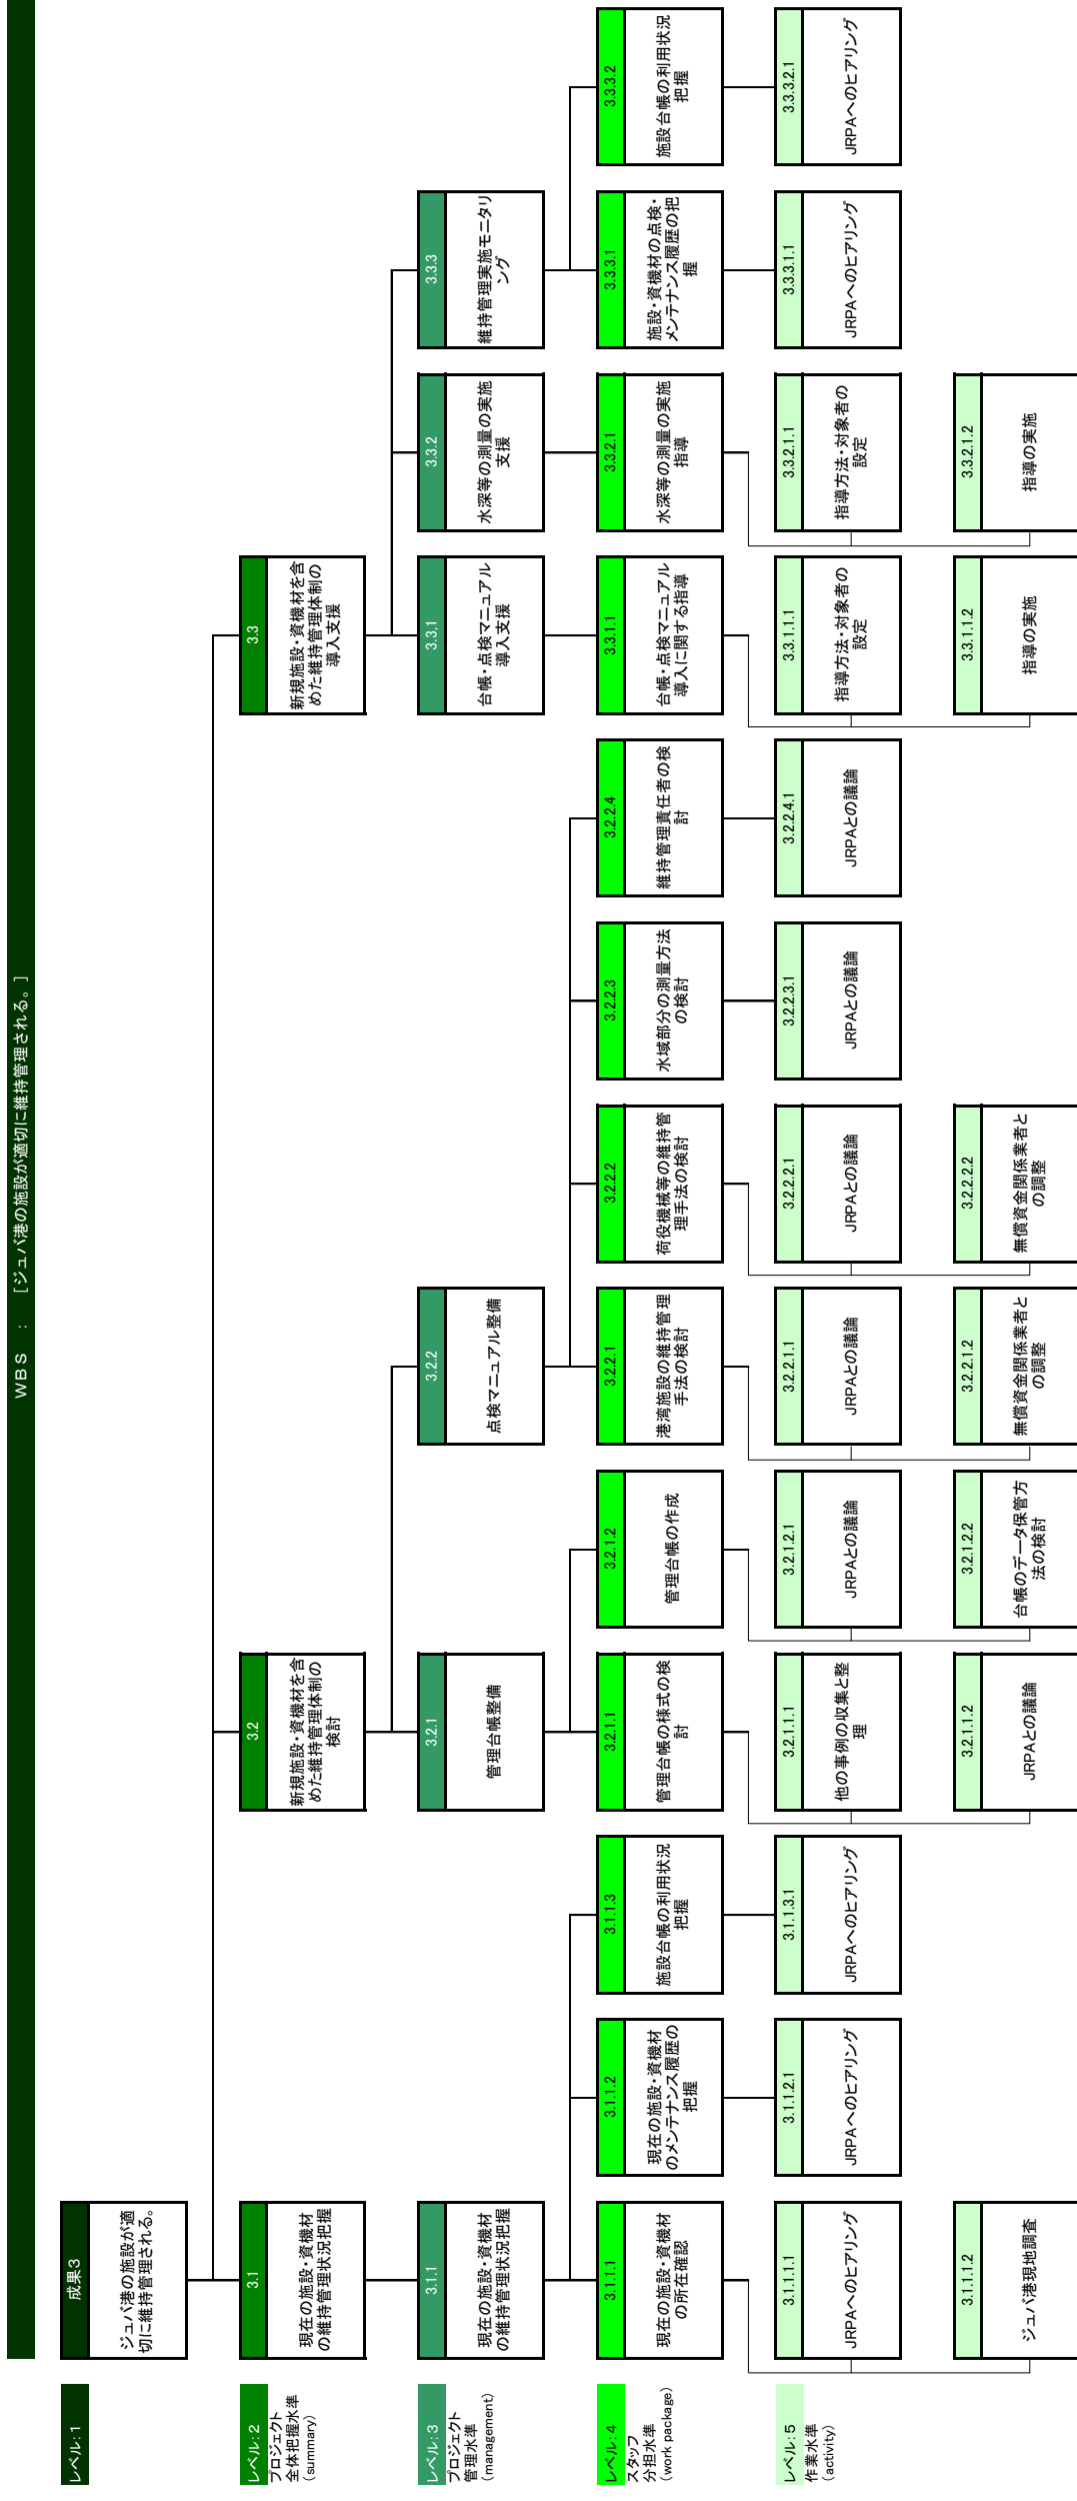 WBS : [ジュバ港の施設が適切に維持管理される。]
レベル:1
成果3
ジュバ港の施設が適
切に維持管理される。
レベル:2
プロジェクト
全体把握水準
(summary)
3.1
現在の施設・資機材
の維持管理状況把握
3.2
新規施設・資機材を含
めた維持管理体制の
検討
3.3
新規施設・資機材を含
めた維持管理体制の
導入支援
レベル:3
プロジェクト
管理水準
(management)
3.1.1
現在の施設・資機材
の維持管理状況把握
3.2.1
管理台帳整備
3.2.2
点検マニュアル整備
3.3.1
台帳・点検マニュアル
導入支援
3.3.2
水深等の測量の実施
支援
3.3.3
維持管理実施モニタリ
ング
レベル:4
スタッフ
分担水準
(work package)
3.1.1.1
現在の施設・資機材
の所在確認
3.1.1.2
現在の施設・資機材
のメンテナンス履歴の
把握
3.1.1.3
施設台帳の利用状況
把握
3.2.1.1
管理台帳の様式の検
討
3.2.1.2
管理台帳の作成
3.2.2.1
港湾施設の維持管理
手法の検討
3.2.2.2
荷役機械等の維持管
理手法の検討
3.2.2.3
水域部分の測量方法
の検討
3.2.2.4
維持管理責任者の検
討
3.3.1.1
台帳・点検マニュアル
導入に関する指導
3.3.2.1
水深等の測量の実施
指導
3.3.3.1
施設・資機材の点検・
メンテナンス履歴の把
握
3.3.3.2
施設台帳の利用状況
把握
レベル:5
作業水準
(activity)
3.1.1.1.1
JRPAへのヒアリング
3.1.1.2.1
JRPAへのヒアリング
3.1.1.3.1
JRPAへのヒアリング
3.2.1.1.1
他の事例の収集と整
理
3.2.1.2.1
JRPAとの議論
3.2.2.1.1
JRPAとの議論
3.2.2.2.1
JRPAとの議論
3.2.2.3.1
JRPAとの議論
3.2.2.4.1
JRPAとの議論
3.3.1.1.1
指導方法・対象者の
設定
3.3.2.1.1
指導方法・対象者の
設定
3.3.3.1.1
JRPAへのヒアリング
3.3.3.2.1
JRPAへのヒアリング
3.1.1.1.2
ジュバ港現地調査
3.2.1.1.2
JRPAとの議論
3.2.1.2.2
台帳のデータ保管方
法の検討
3.2.2.1.2
無償資金関係業者と
の調整
3.2.2.2.2
無償資金関係業者と
の調整
3.3.1.1.2
指導の実施
3.3.2.1.2
指導の実施